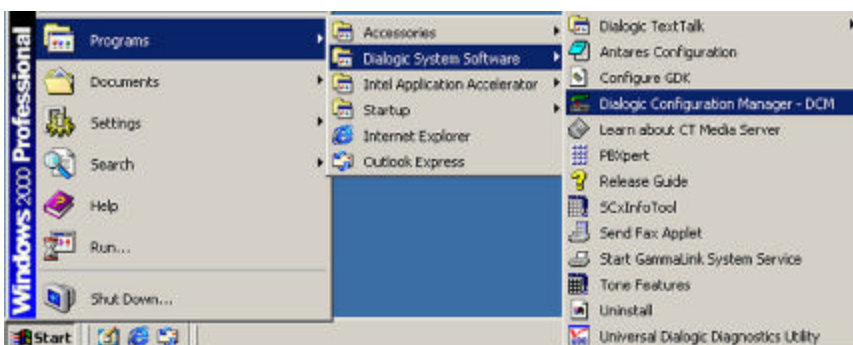 Windows 2000 Professional
Programs
Documents
Settings
Search
Help
Run...
Shut Down...
Start
Accessories
Dialogic System Software
Intel Application Accelerator
Startup
Internet Explorer
Outlook Express
Dialogic TextTalk
Antares Configuration
Configure GDK
Dialogic Configuration Manager - DCM
Learn about CT Media Server
PBXpert
Release Guide
SCxInfoTool
Send Fax Applet
Start GammaLink System Service
Tone Features
Uninstall
Universal Dialogic Diagnostics Utility